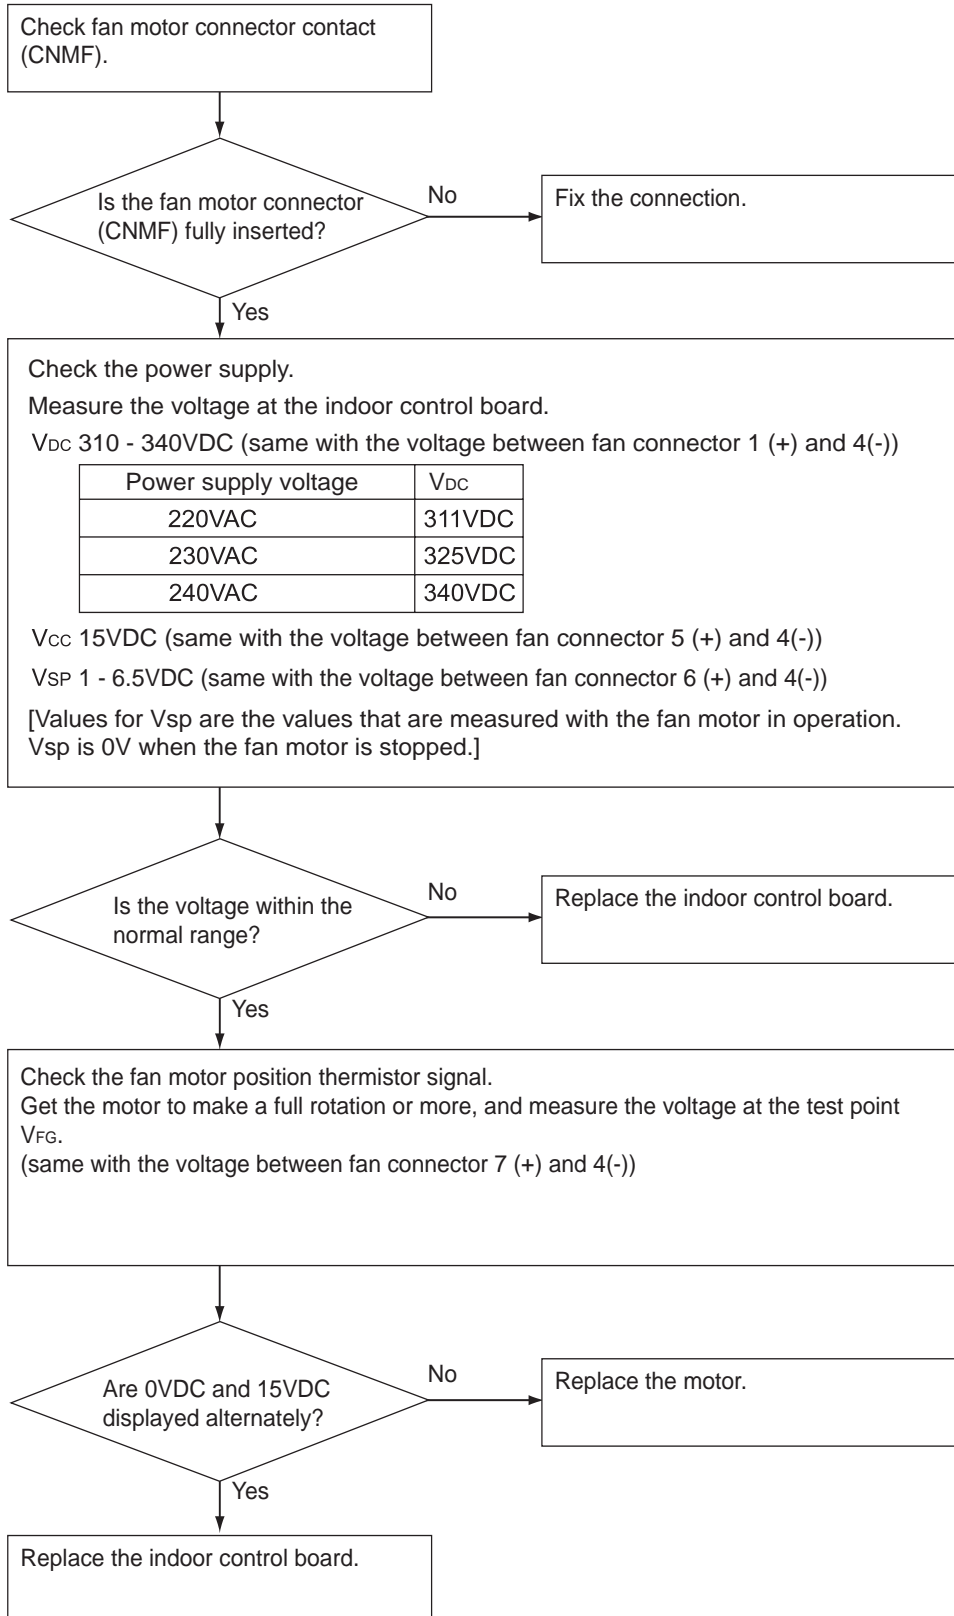 Check fan motor connector contact
(CNMF).
Is the fan motor connector
(CNMF) fully inserted?
No
Fix the connection.
Yes
Check the power supply.
Measure the voltage at the indoor control board.
VDC 310 - 340VDC (same with the voltage between fan connector 1 (+) and 4(-))
Power supply voltage VDC
220VAC 311VDC
230VAC 325VDC
240VAC 340VDC
VCC 15VDC (same with the voltage between fan connector 5 (+) and 4(-))
VSP 1 - 6.5VDC (same with the voltage between fan connector 6 (+) and 4(-))
[Values for Vsp are the values that are measured with the fan motor in operation.
Vsp is 0V when the fan motor is stopped.]
Is the voltage within the
normal range?
No
Replace the indoor control board.
Yes
Check the fan motor position thermistor signal.
Get the motor to make a full rotation or more, and measure the voltage at the test point
VFG.
(same with the voltage between fan connector 7 (+) and 4(-))
Are 0VDC and 15VDC
displayed alternately?
No
Replace the motor.
Yes
Replace the indoor control board.